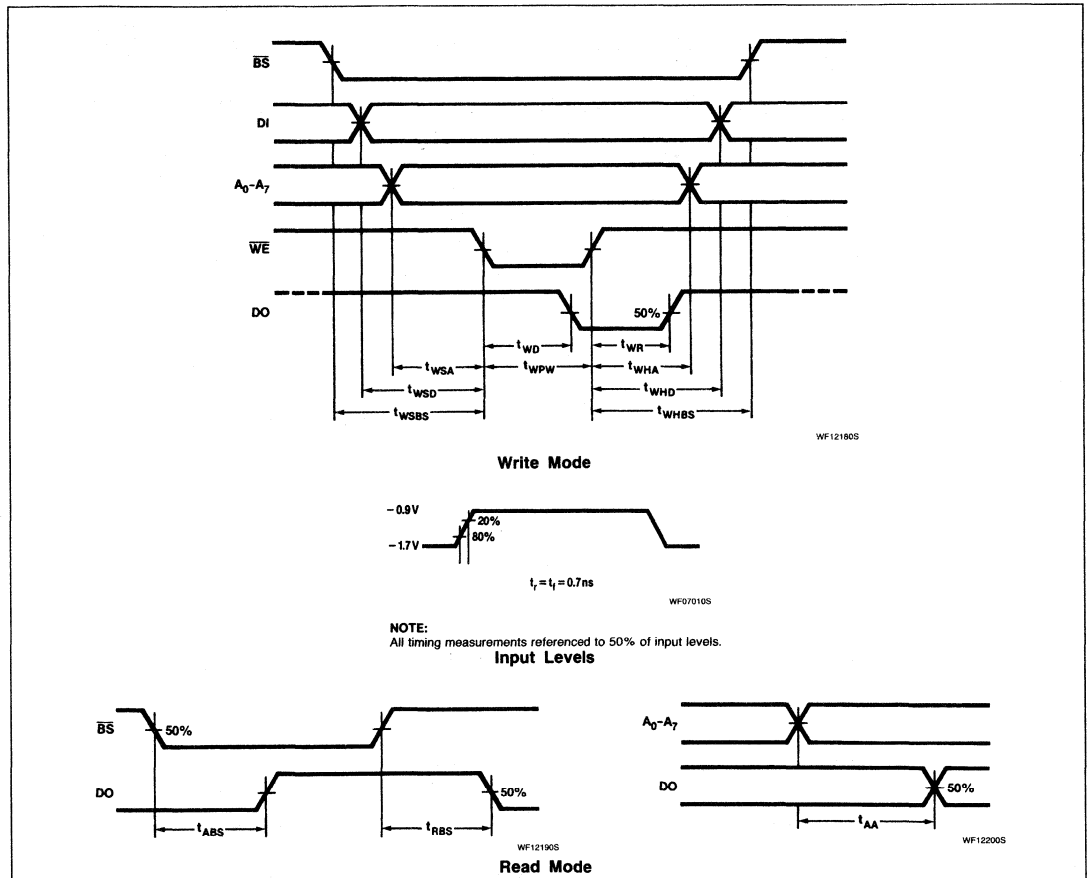 BS
DI
A0-A7
WE
DO
50%
tWD
tWR
tWSA
tWPW
tWHA
tWSD
tWHD
tWSBS
tWHBS
WF12180S
Write Mode
−0.9V
20%
80%
−1.7V
tr = tf = 0.7ns
WF07010S
NOTE:
All timing measurements referenced to 50% of input levels.
Input Levels
BS
50%
DO
50%
tABS
tRBS
WF12190S
A0-A7
DO
50%
tAA
WF12200S
Read Mode